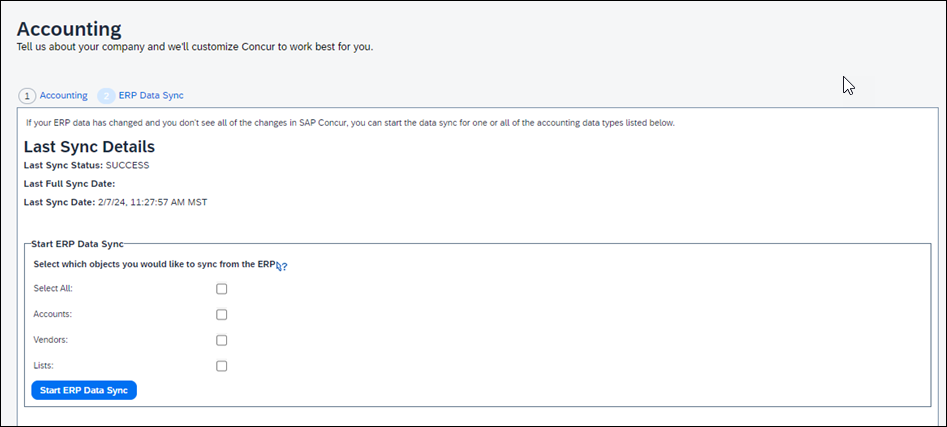 Accounting
Tell us about your company and we'll customize Concur to work best for you.
1 Accounting 2 ERP Data Sync
If your ERP data has changed and you don't see all of the changes in SAP Concur, you can start the data sync for one or all of the accounting data types listed below.
Last Sync Details
Last Sync Status: SUCCESS
Last Full Sync Date:
Last Sync Date: 2/7/24, 11:27:57 AM MST
Start ERP Data Sync
Select which objects you would like to sync from the ERP ?
Select All:
Accounts:
Vendors:
Lists:
Start ERP Data Sync